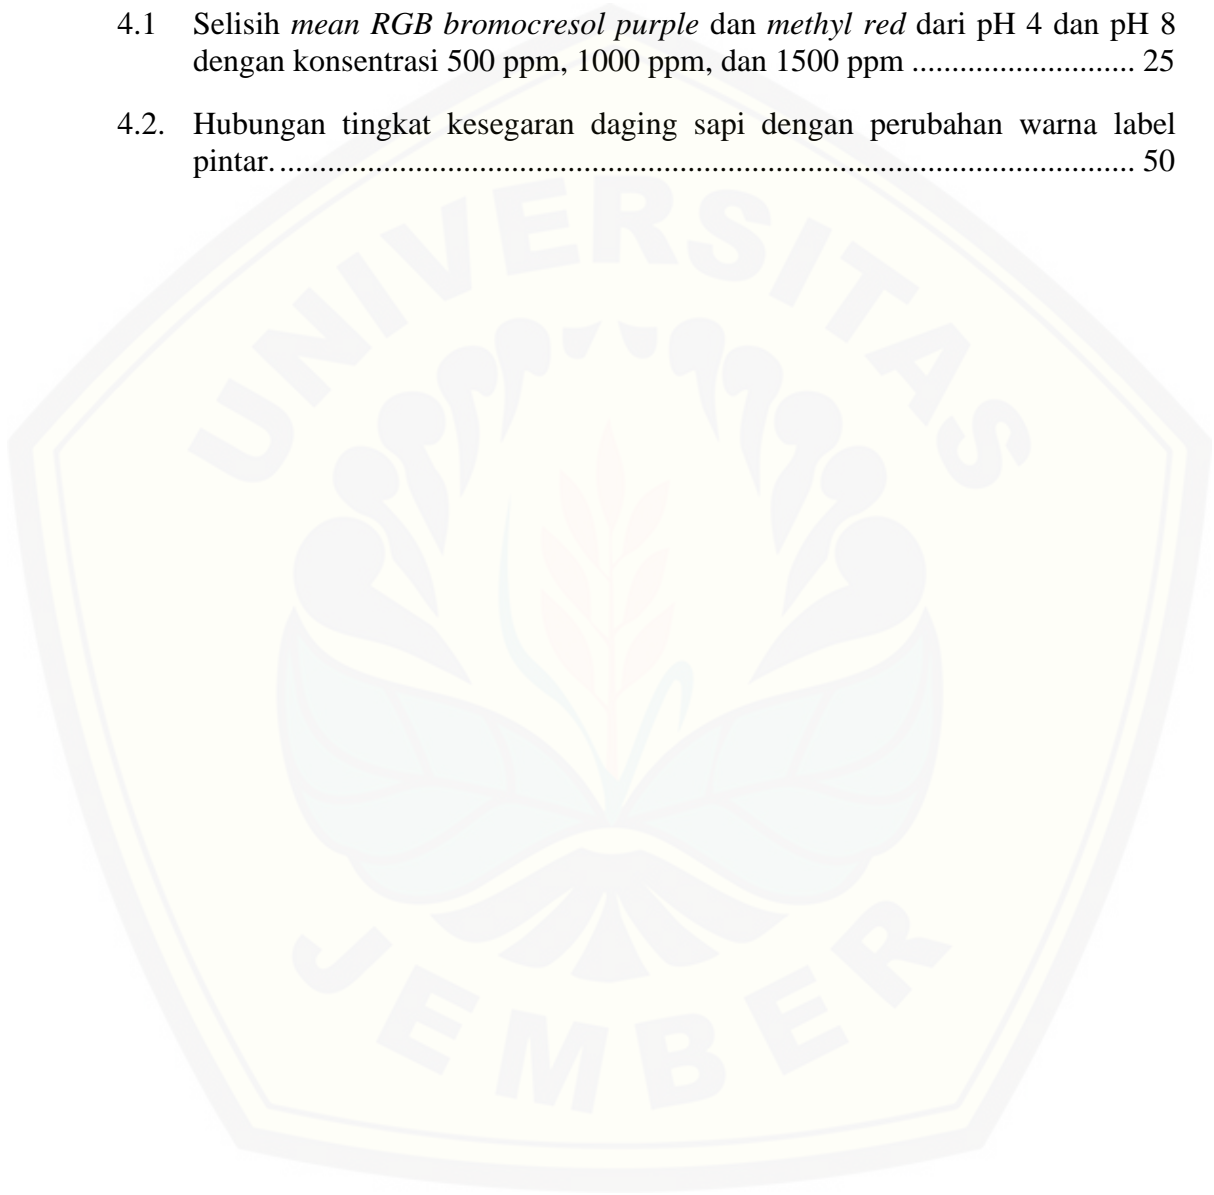 4.1 Selisih mean RGB bromocresol purple dan methyl red dari pH 4 dan pH 8
dengan konsentrasi 500 ppm, 1000 ppm, dan 1500 ppm ............................ 25
4.2. Hubungan tingkat kesegaran daging sapi dengan perubahan warna label
pintar. ........................................................................................................... 50
UNIVERSITAS
JEMBER